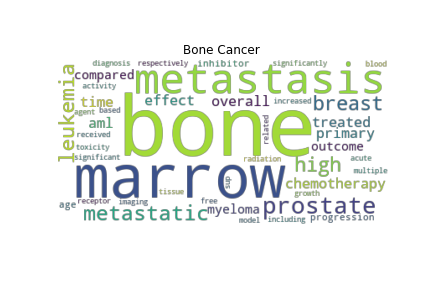 Bone Cancer
diagnosis respectively inhibitor significantly blood
compared metastasis
activity
leukemia
time effect overall increased breast
agent based
bone
aml treated
received related primary
toxicity outcome
significant radiation high acute
marrow multiple
tissue sup chemotherapy
growth
age receptor imaging free prostate
metastatic myeloma
model including progression